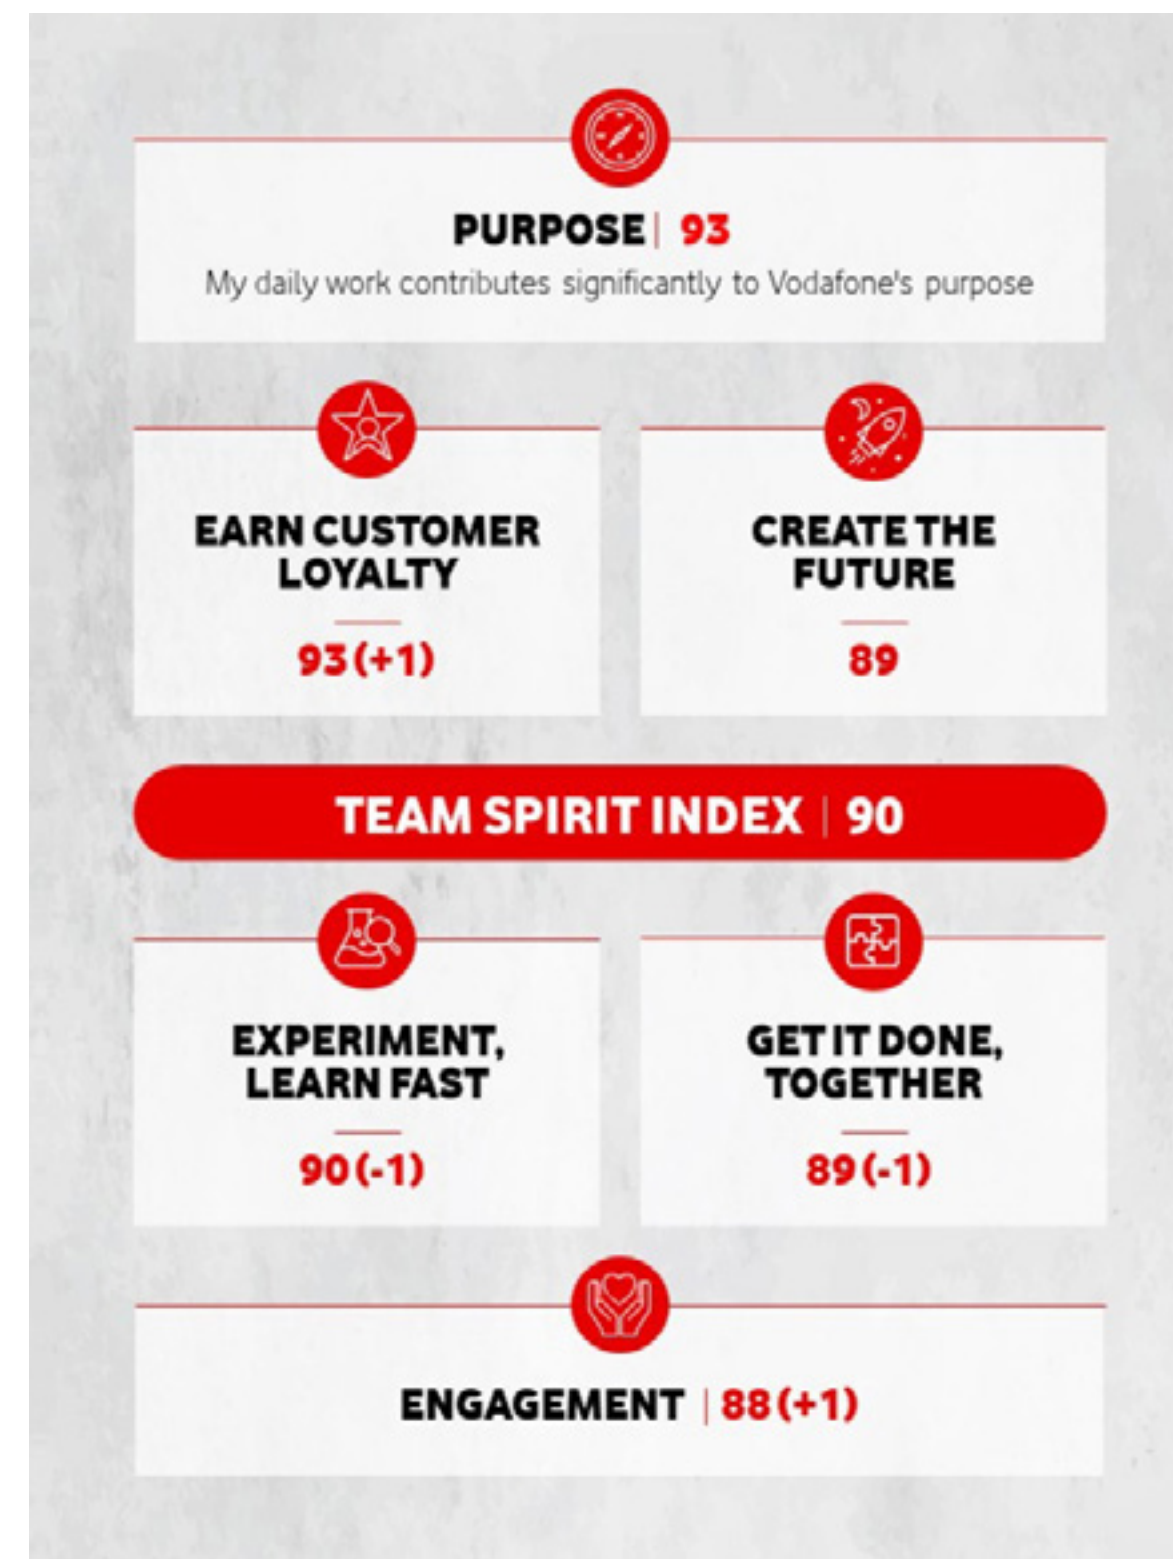 PURPOSE | 93
My daily work contributes significantly to Vodafone's purpose
EARN CUSTOMER
LOYALTY
93 (+1)
CREATE THE
FUTURE
89
TEAM SPIRIT INDEX | 90
EXPERIMENT,
LEARN FAST
90 (-1)
GET IT DONE,
TOGETHER
89 (-1)
ENGAGEMENT | 88 (+1)